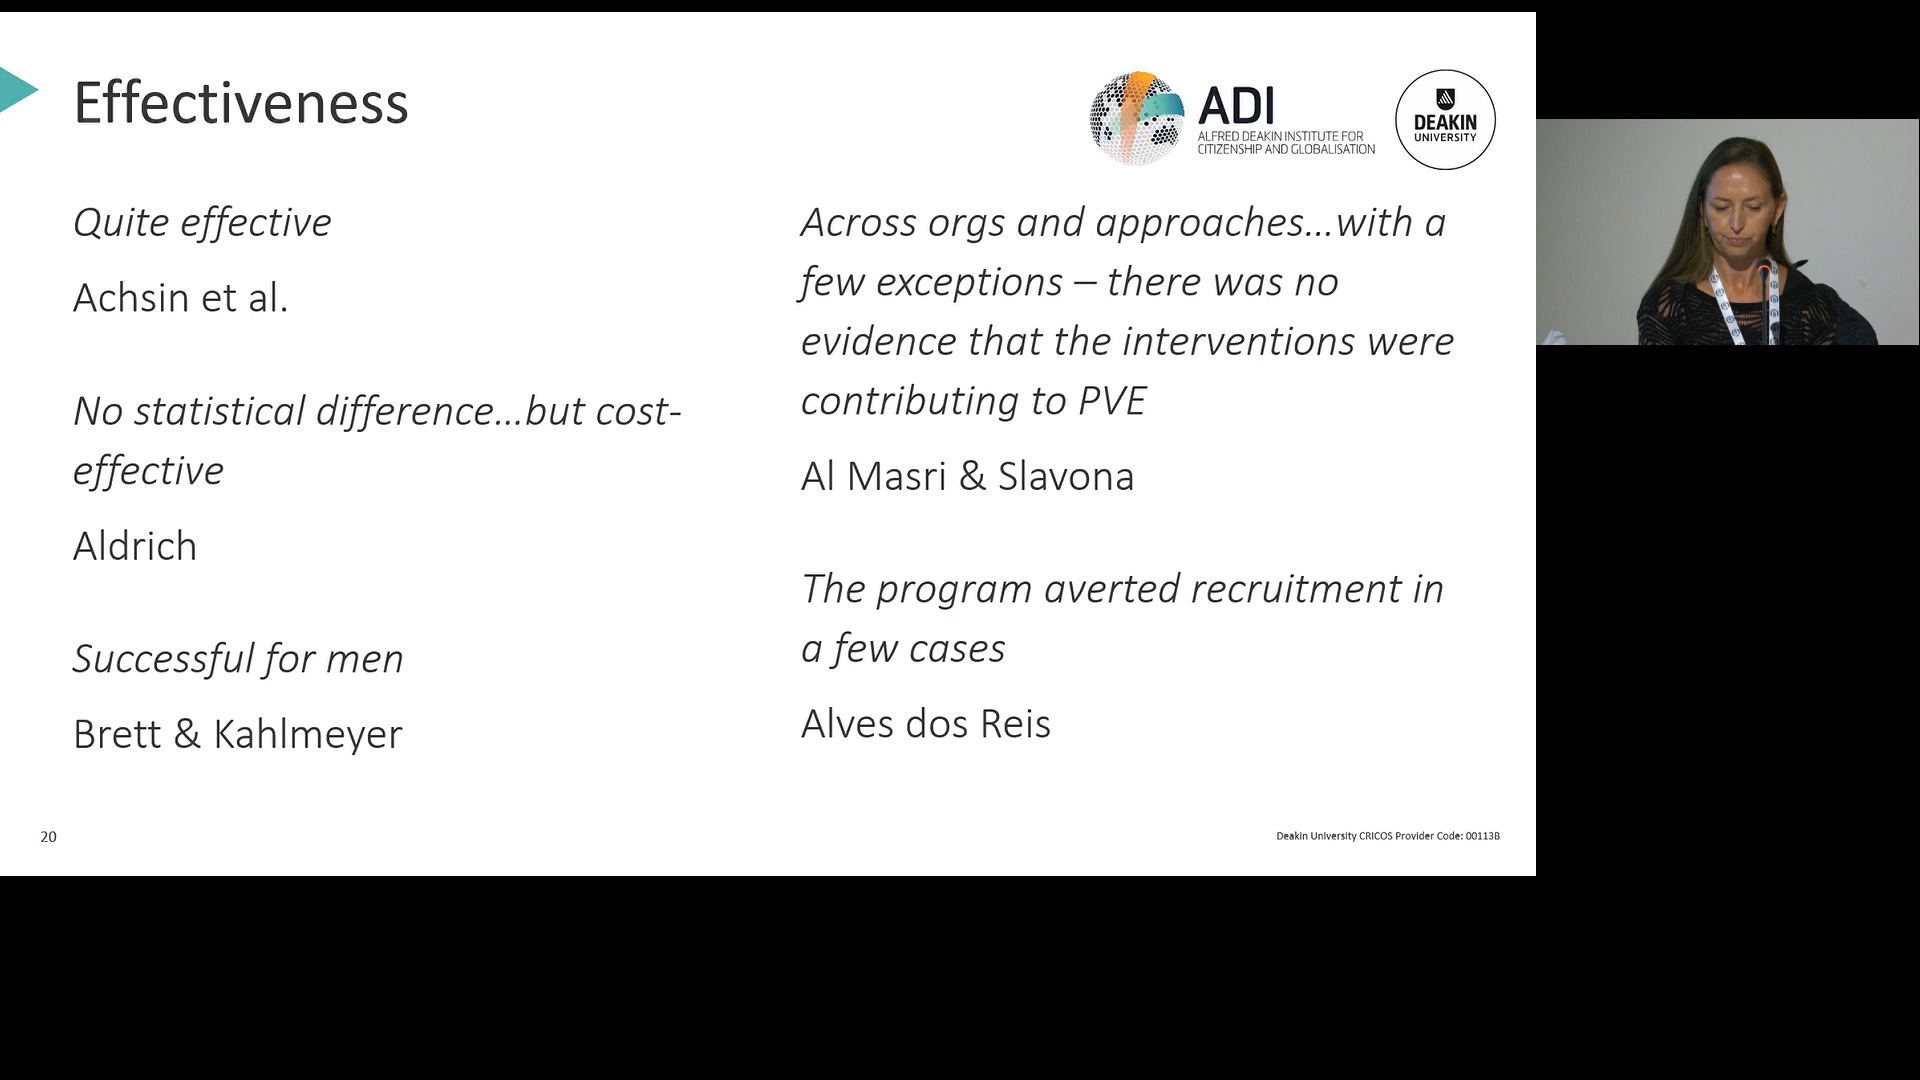 Effectiveness
ADI
ALFRED DEAKIN INSTITUTE FOR
CITIZENSHIP AND GLOBALISATION
DEAKIN
UNIVERSITY
Quite effective
Achsin et al.
No statistical difference...but cost-
effective
Aldrich
Successful for men
Brett & Kahlmeyer
Across orgs and approaches...with a
few exceptions – there was no
evidence that the interventions were
contributing to PVE
Al Masri & Slavona
The program averted recruitment in
a few cases
Alves dos Reis
20
Deakin University CRICOS Provider Code: 00113B